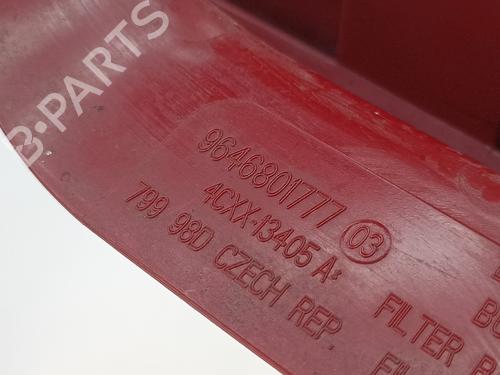 B-PARTS
9646801777 03
4CXX-13405 A
799 98D CZECH REP.
FILTER